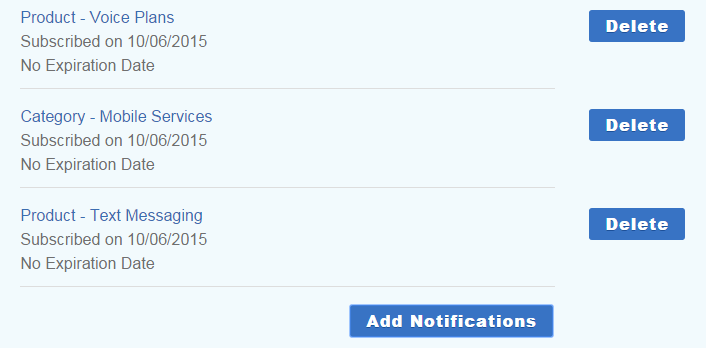 Product - Voice Plans
Delete
Subscribed on 10/06/2015
No Expiration Date
Category - Mobile Services
Delete
Subscribed on 10/06/2015
No Expiration Date
Product - Text Messaging
Delete
Subscribed on 10/06/2015
No Expiration Date
Add Notifications